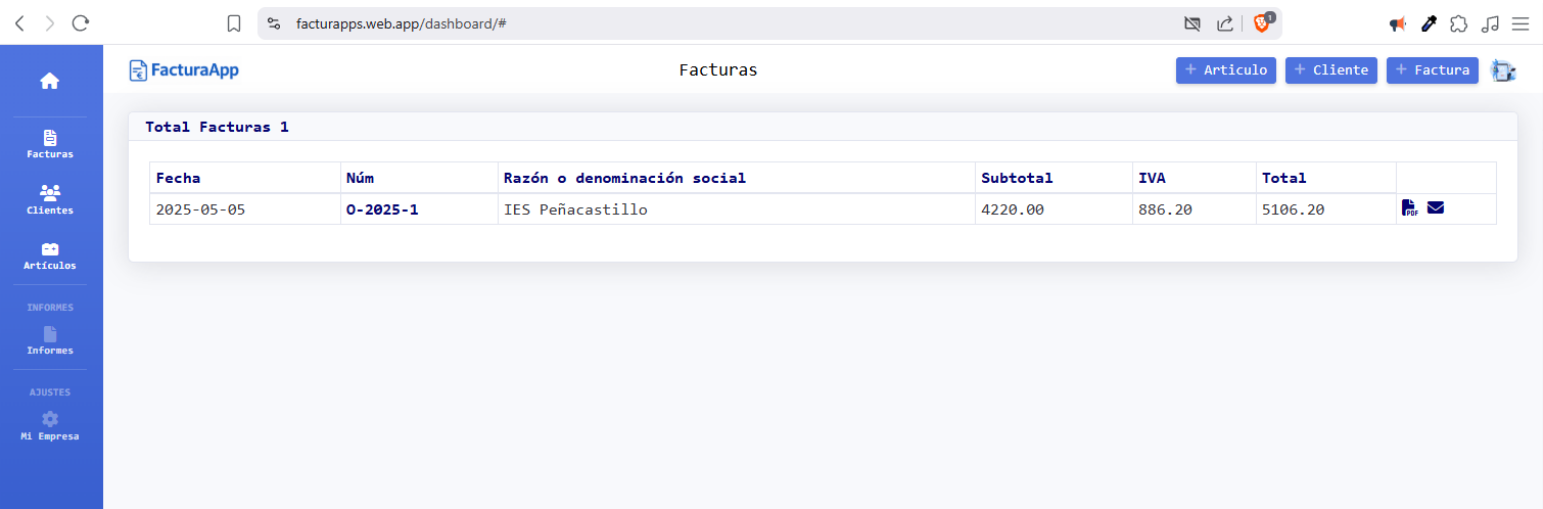 facturapps.web.app/dashboard/#
1
FacturaApp
Facturas
+ Articulo
+ Cliente
+ Factura
Facturas
Clientes
Artículos
INFORMES
Informes
AJUSTES
Mi Empresa
Total Facturas 1
Fecha Núm Razón o denominación social Subtotal IVA Total
2025-05-05 O-2025-1 IES Peñacastillo 4220.00 886.20 5106.20 PDF